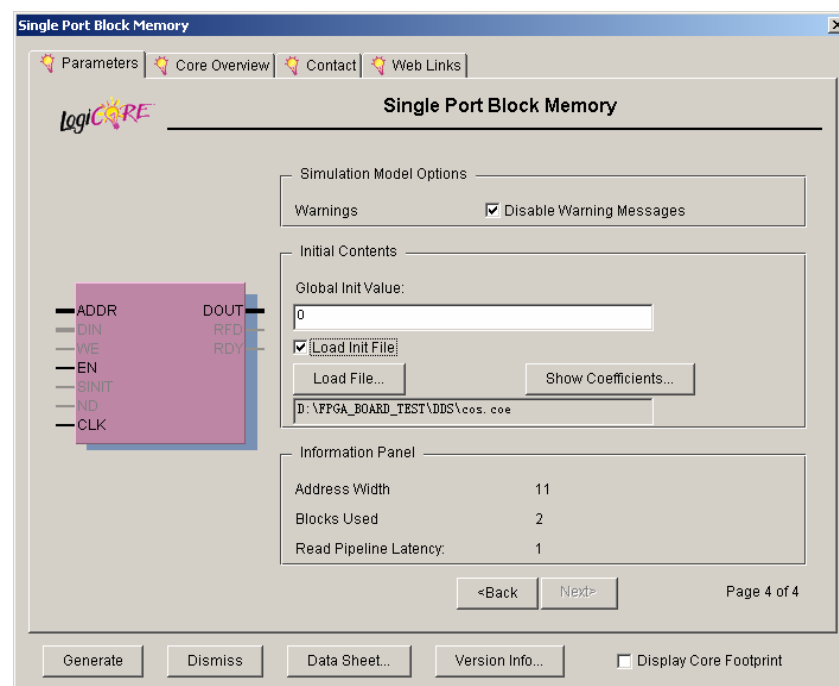 Single Port Block Memory
Parameters Core Overview Contact Web Links
LogiCORE
Single Port Block Memory
Simulation Model Options
Warnings Disable Warning Messages
Initial Contents
Global Init Value:
0
Load Init File
Load File... Show Coefficients...
D:\FPGA_BOARD_TEST\DDS\cos.coe
ADDR DOUT
DIN RFD
WE RDY
EN
SINIT
ND
CLK
Information Panel
Address Width 11
Blocks Used 2
Read Pipeline Latency: 1
<Back Next> Page 4 of 4
Generate Dismiss Data Sheet... Version Info... Display Core Footprint